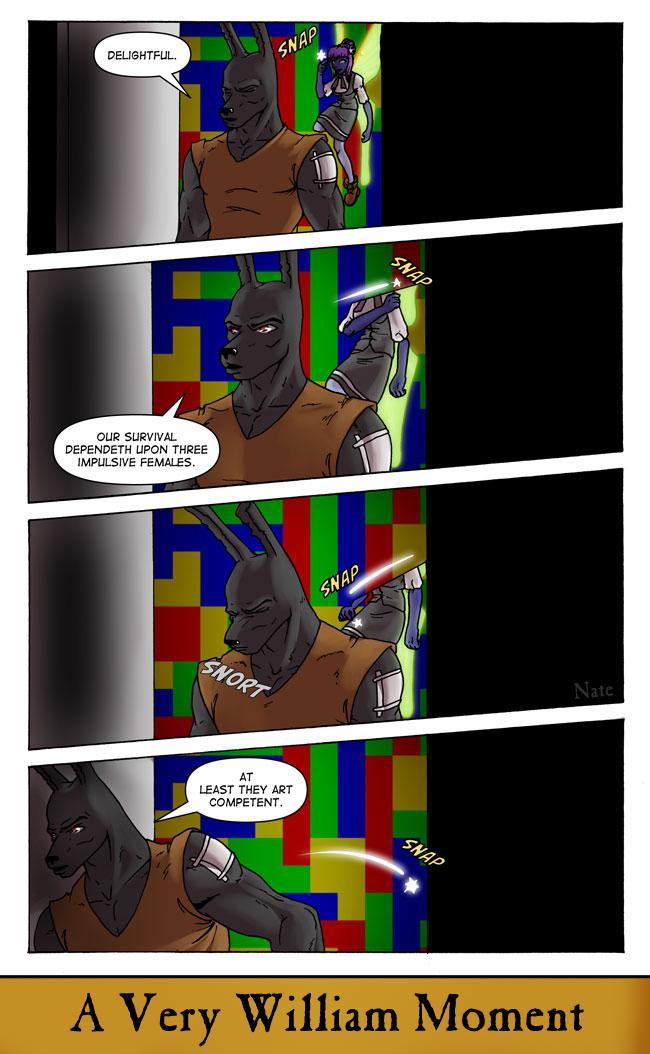 DELIGHTFUL.
SNAP
SNAP
OUR SURVIVAL
DEPENDETH UPON THREE
IMPULSIVE FEMALES.
SNAP
SNORT
Nate
AT
LEAST THEY ART
COMPETENT.
SNAP
A Very William Moment